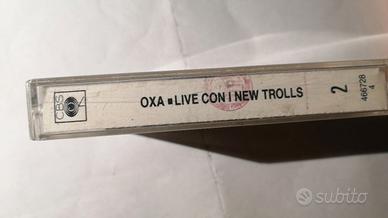 CBS
OXA ■ LIVE CON I NEW TROLLS
2
466728
4
subito